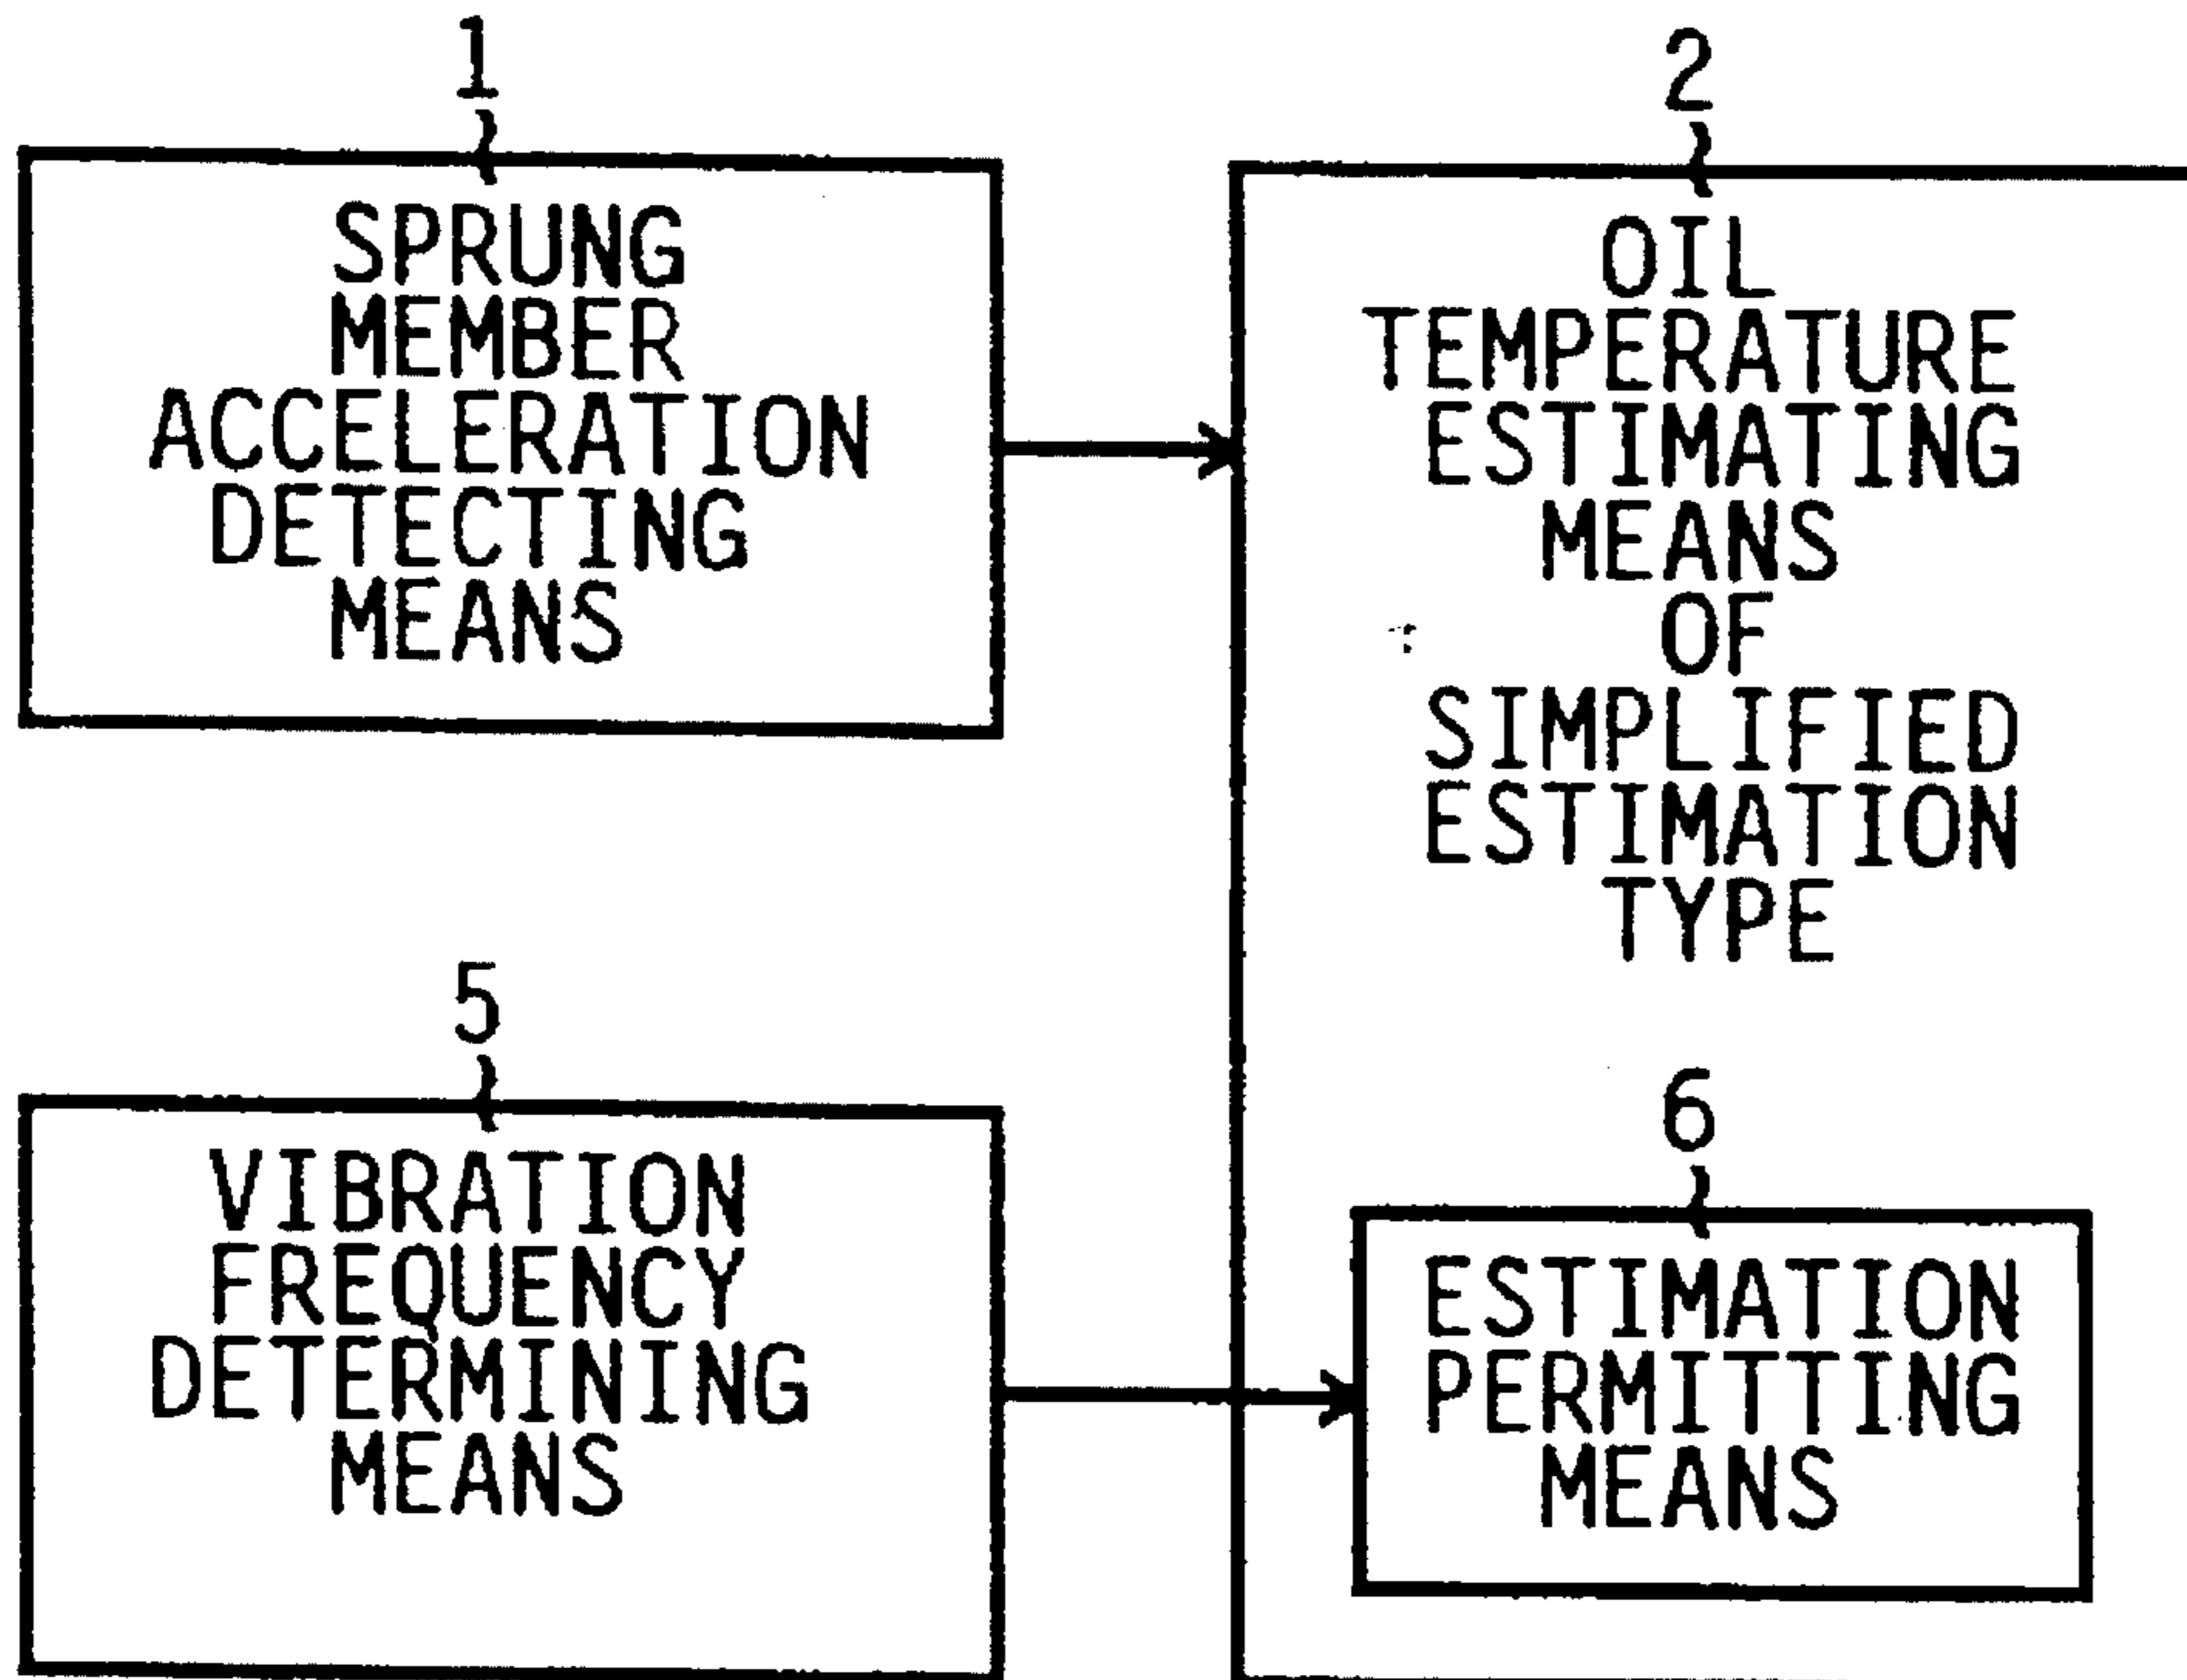 1
SPRUNG
MEMBER
ACCELERATION
DETECTING
MEANS
2
OIL
TEMPERATURE
ESTIMATING
MEANS
OF
SIMPLIFIED
ESTIMATION
TYPE
5
VIBRATION
FREQUENCY
DETERMINING
MEANS
6
ESTIMATION
PERMITTING
MEANS